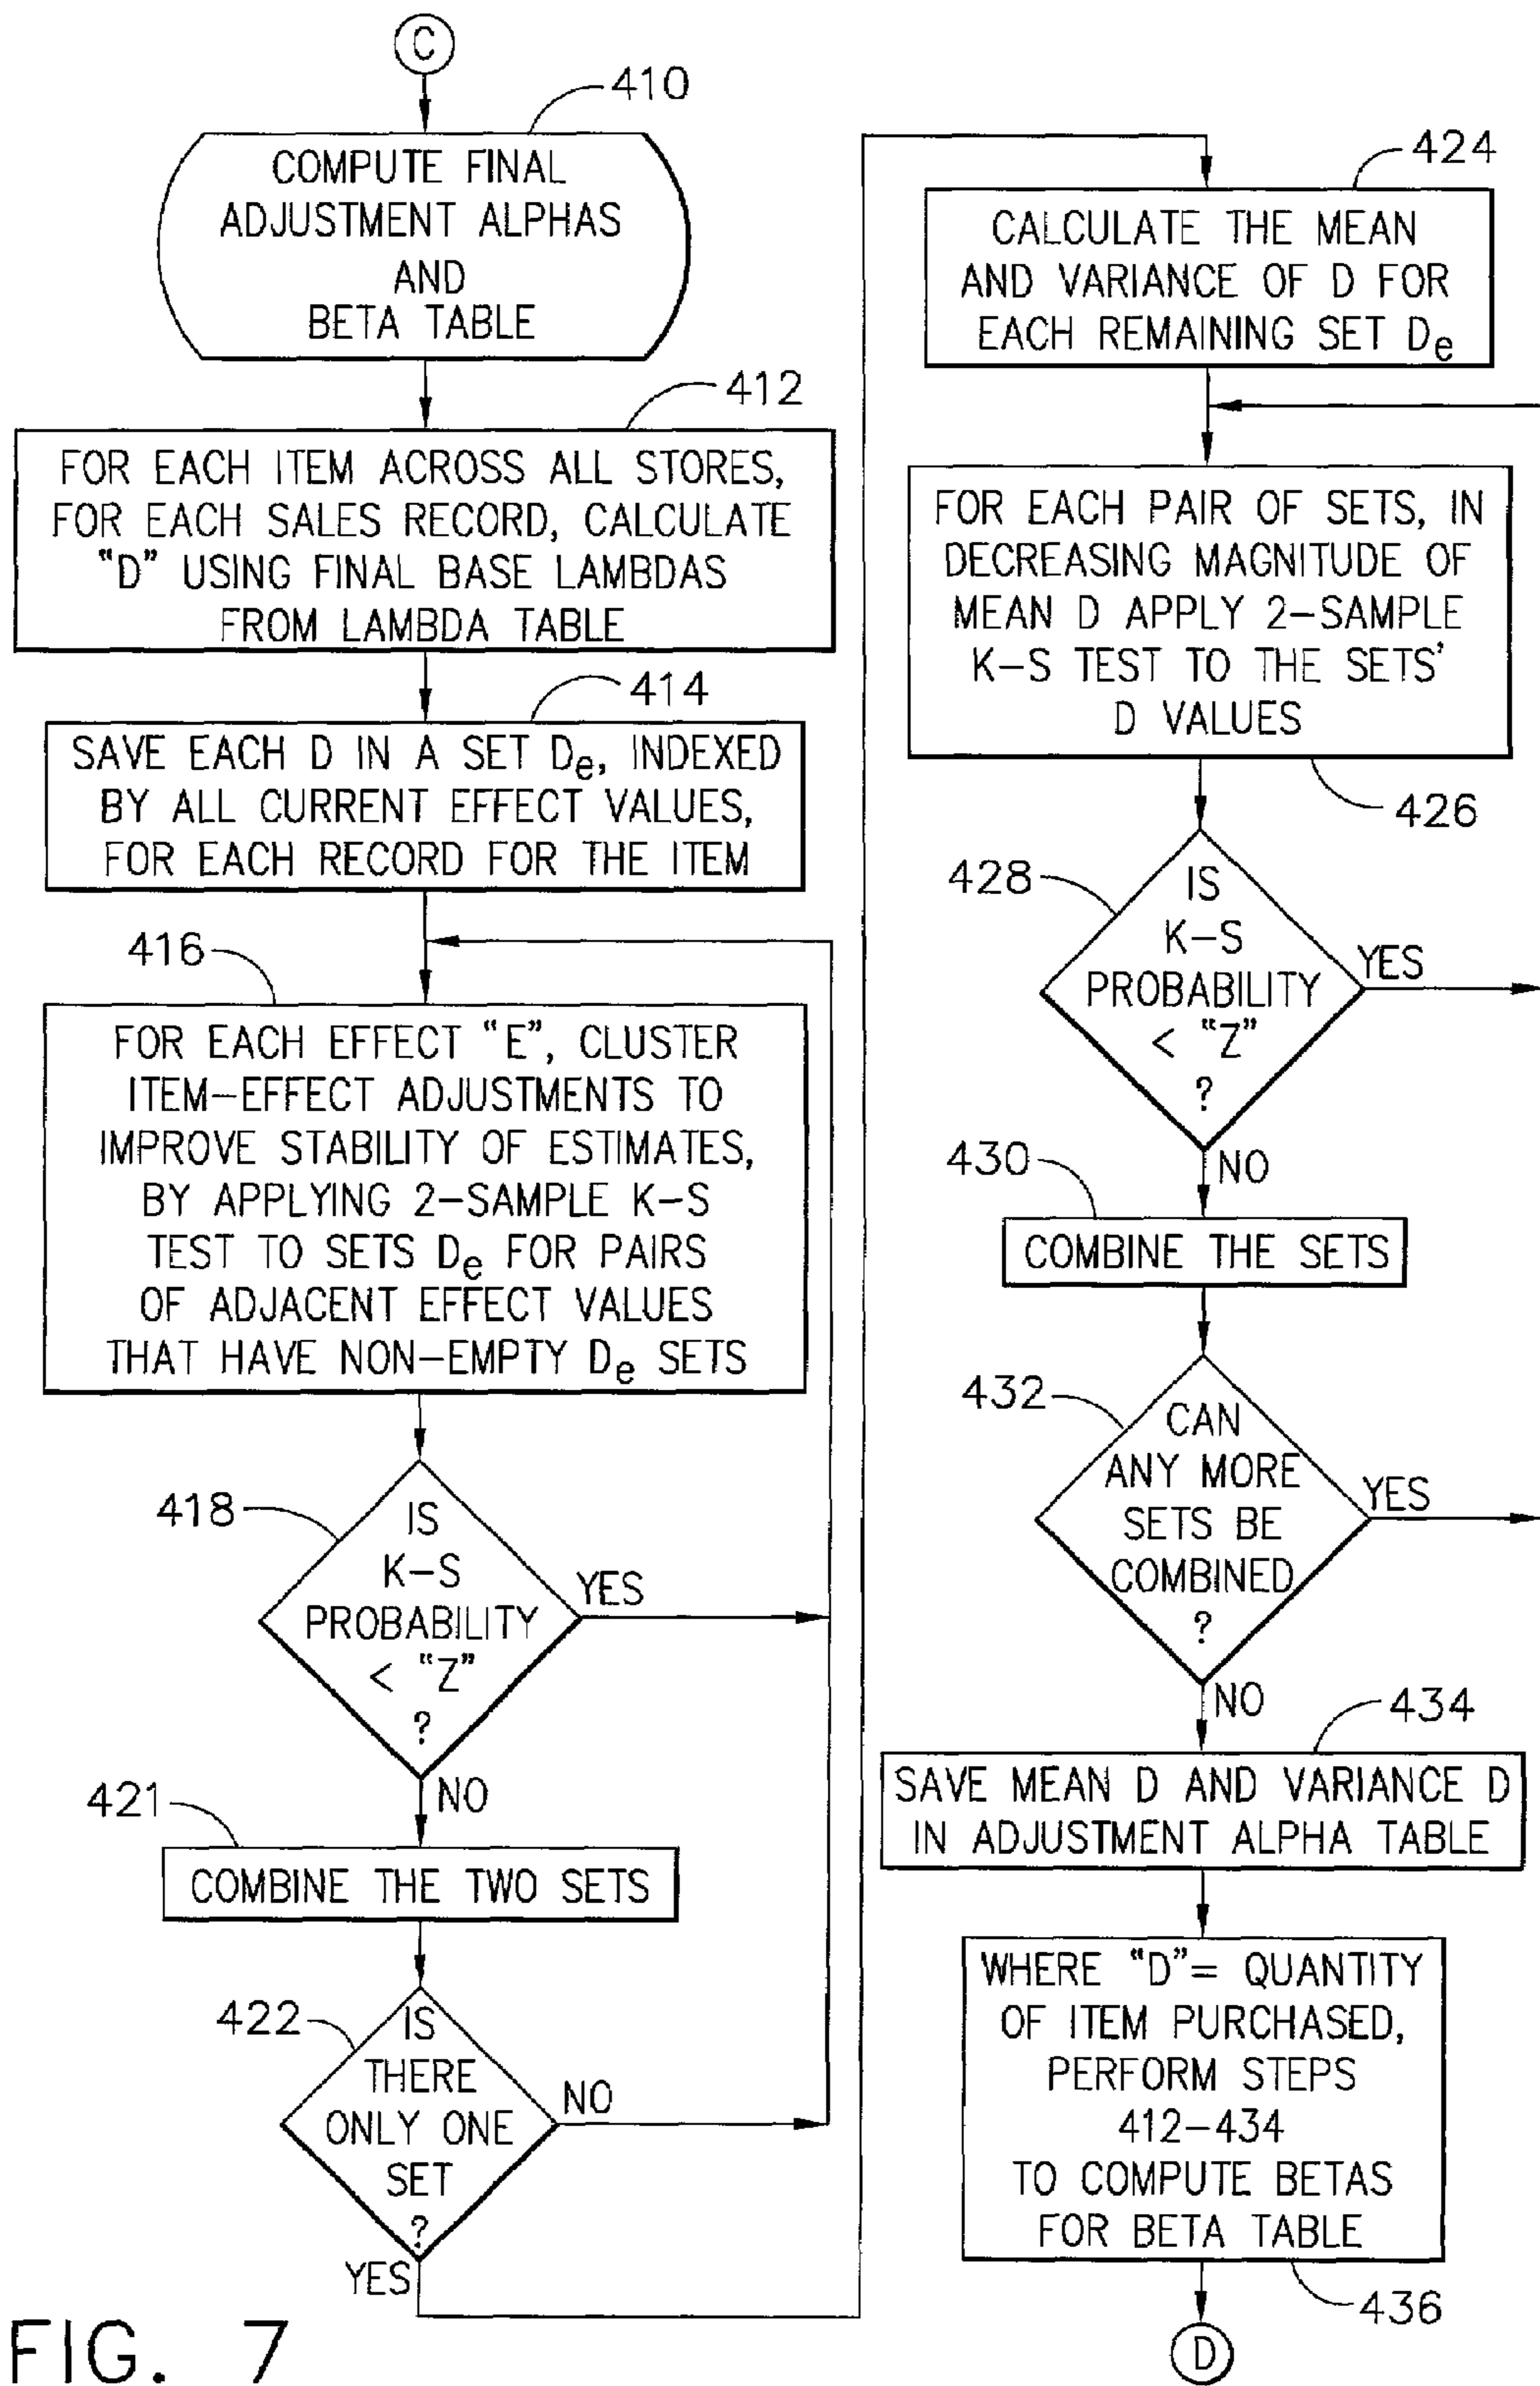 C
410
COMPUTE FINAL
ADJUSTMENT ALPHAS
AND
BETA TABLE
412
FOR EACH ITEM ACROSS ALL STORES,
FOR EACH SALES RECORD, CALCULATE
"D" USING FINAL BASE LAMBDAS
FROM LAMBDA TABLE
414
SAVE EACH D IN A SET De, INDEXED
BY ALL CURRENT EFFECT VALUES,
FOR EACH RECORD FOR THE ITEM
416
FOR EACH EFFECT "E", CLUSTER
ITEM-EFFECT ADJUSTMENTS TO
IMPROVE STABILITY OF ESTIMATES,
BY APPLYING 2-SAMPLE K-S
TEST TO SETS De FOR PAIRS
OF ADJACENT EFFECT VALUES
THAT HAVE NON-EMPTY De SETS
418
IS
K-S
PROBABILITY
< "Z"
?
YES
NO
421
COMBINE THE TWO SETS
422
IS
THERE
ONLY ONE
SET
?
NO
YES
424
CALCULATE THE MEAN
AND VARIANCE OF D FOR
EACH REMAINING SET De
FOR EACH PAIR OF SETS, IN
DECREASING MAGNITUDE OF
MEAN D APPLY 2-SAMPLE
K-S TEST TO THE SETS'
D VALUES
426
428
IS
K-S
PROBABILITY
< "Z"
?
YES
NO
430
COMBINE THE SETS
432
CAN
ANY MORE
SETS BE
COMBINED
?
YES
NO
434
SAVE MEAN D AND VARIANCE D
IN ADJUSTMENT ALPHA TABLE
WHERE "D"= QUANTITY
OF ITEM PURCHASED,
PERFORM STEPS
412-434
TO COMPUTE BETAS
FOR BETA TABLE
436
D
FIG. 7